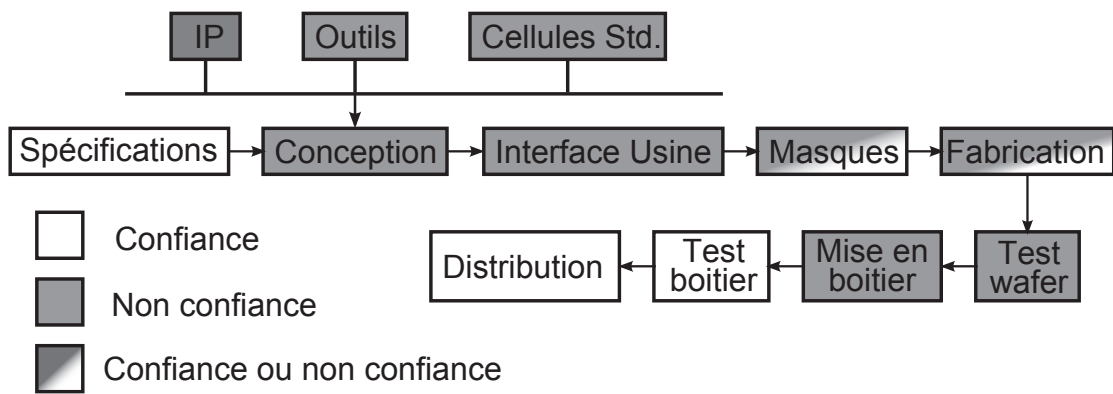 IP
Outils
Cellules Std.
Spécifications
Conception
Interface Usine
Masques
Fabrication
Confiance
Non confiance
Confiance ou non confiance
Distribution
Test
boitier
Mise en
boitier
Test
wafer